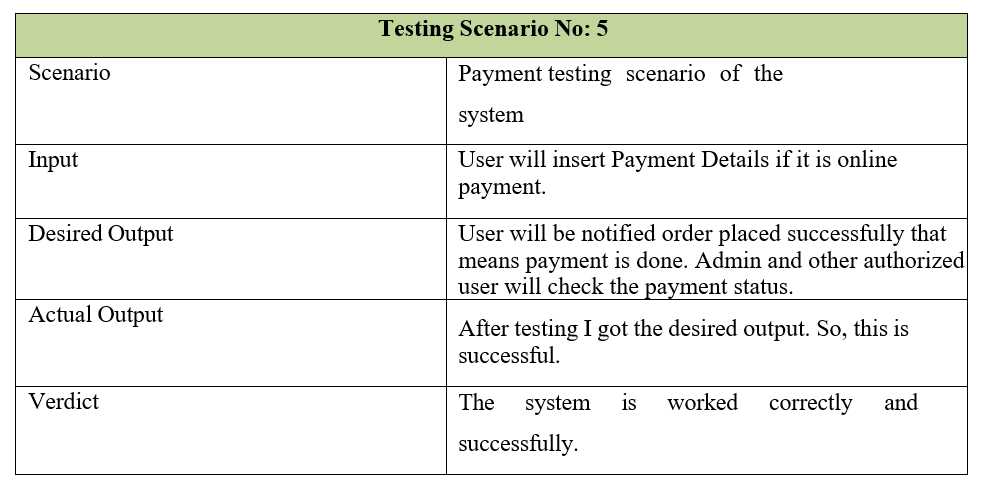 Testing Scenario No: 5
Scenario
Payment testing scenario of the
system
Input
User will insert Payment Details if it is online
payment.
Desired Output
User will be notified order placed successfully that
means payment is done. Admin and other authorized
user will check the payment status.
Actual Output
After testing I got the desired output. So, this is
successful.
Verdict
The system is worked correctly and
successfully.